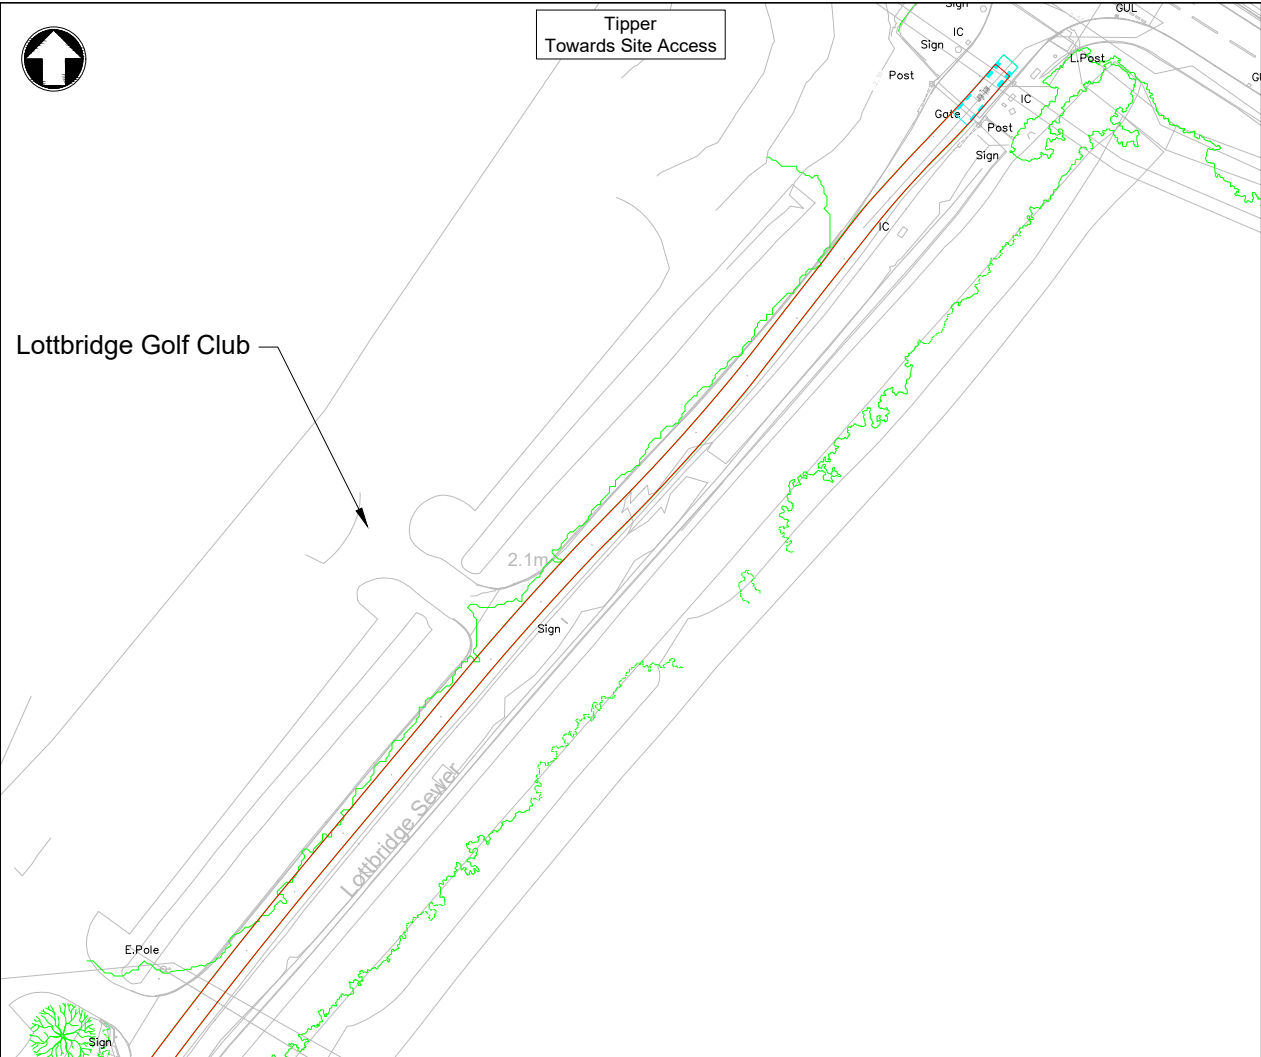 Tipper
Towards Site Access
Sign
GUL
IC
Sign
L.Post
Post
IC
Gate
Post
Sign
IC
Lottbridge Golf Club
2.1m
Sign
Lottbridge Sewer
E.Pole
Sign